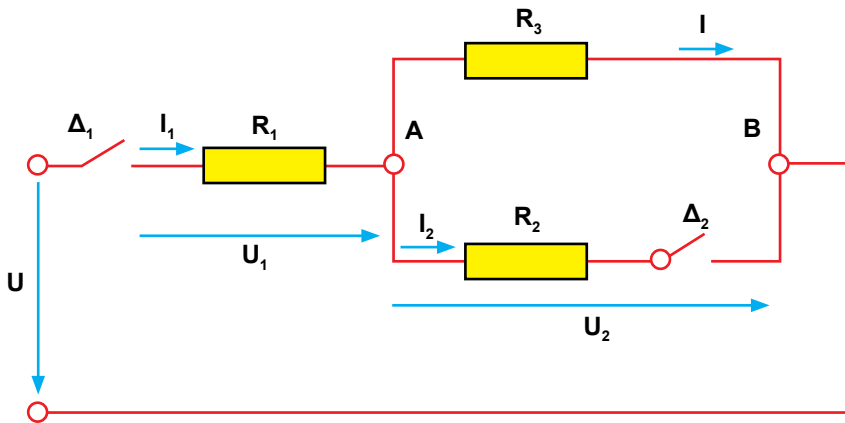 R₃
I
Δ₁
I₁
R₁
A
B
I₂
R₂
Δ₂
U₁
U
U₂